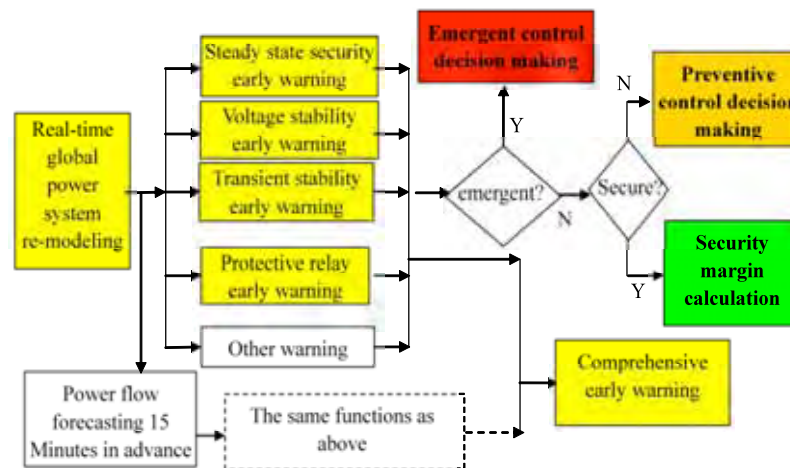 Steady state security
early warning
Voltage stability
early warning
Transient stability
early warning
Protective relay
early warning
Other warning
Real-time
global
power
system
re-modeling
Power flow
forecasting 15
Minutes in advance
The same functions as
above
Emergent control
decision making
Y
emergent?
N
Secure?
N
Preventive
control decision
making
Y
Security
margin
calculation
Comprehensive
early warning